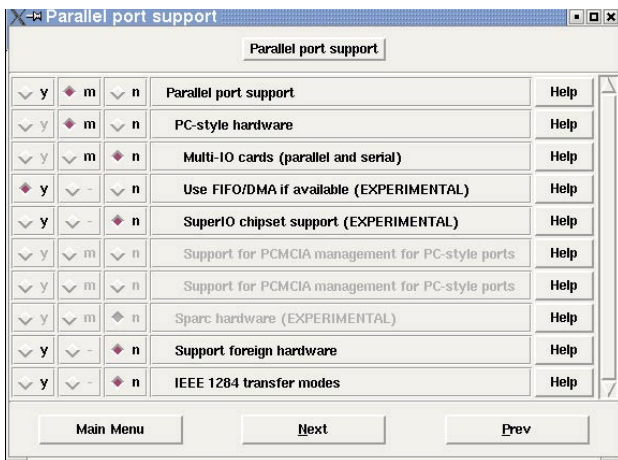 Parallel port support
Parallel port support
y m n Parallel port support Help
y m n PC-style hardware Help
y m n Multi-IO cards (parallel and serial) Help
y - n Use FIFO/DMA if available (EXPERIMENTAL) Help
y - n SuperIO chipset support (EXPERIMENTAL) Help
y m n Support for PCMCIA management for PC-style ports Help
y m n Support for PCMCIA management for PC-style ports Help
y m n Sparc hardware (EXPERIMENTAL) Help
y - n Support foreign hardware Help
y - n IEEE 1284 transfer modes Help
Main Menu Next Prev